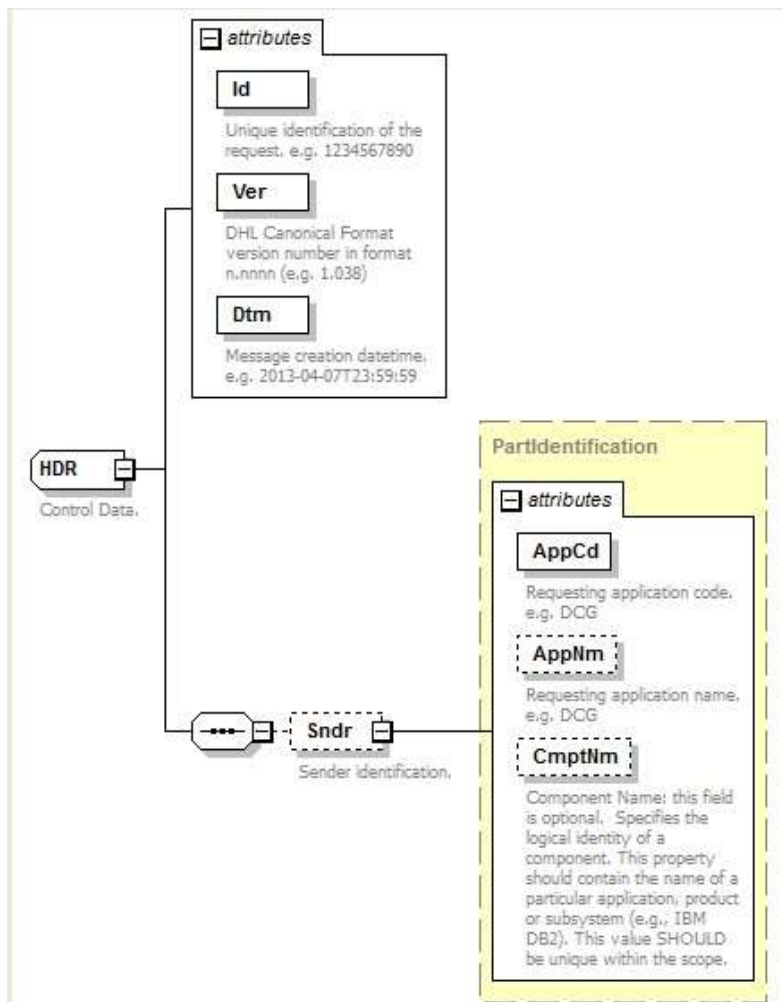 attributes
Id
Unique identification of the
request. e.g. 1234567890
Ver
DHL Canonical Format
version number in format
n.nnnn (e.g. 1.038)
Dtm
Message creation datetime.
e.g. 2013-04-07T23:59:59
HDR
Control Data.
PartIdentification
attributes
AppCd
Requesting application code.
e.g. DCG
AppNm
Requesting application name.
e.g. DCG
Sndr
Sender identification.
CmptNm
Component Name: this field
is optional.  Specifies the
logical identity of a
component. This property
should contain the name of a
particular application, product
or subsystem (e.g., IBM
DB2). This value SHOULD
be unique within the scope.